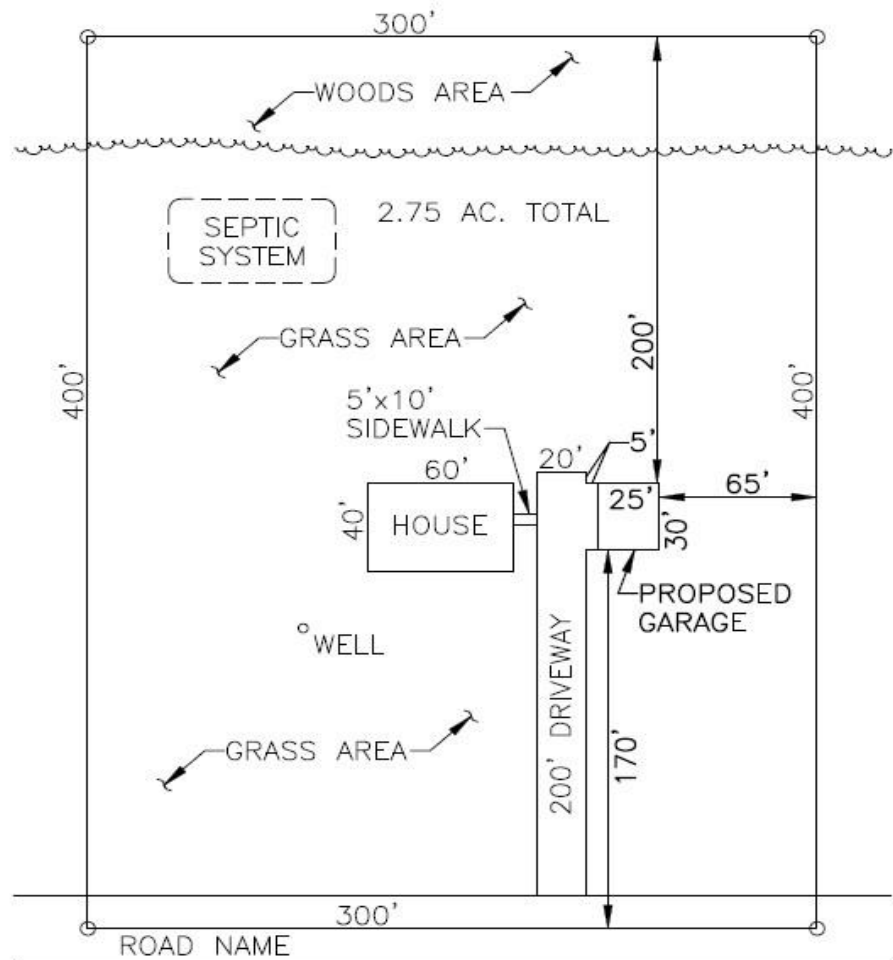 300'
WOODS AREA
2.75 AC. TOTAL
SEPTIC
SYSTEM
GRASS AREA
200'
400'
400'
5'x10'
SIDEWALK
5'
20'
60'
65'
25'
40'
HOUSE
30'
PROPOSED
GARAGE
WELL
200' DRIVEWAY
170'
GRASS AREA
300'
ROAD NAME